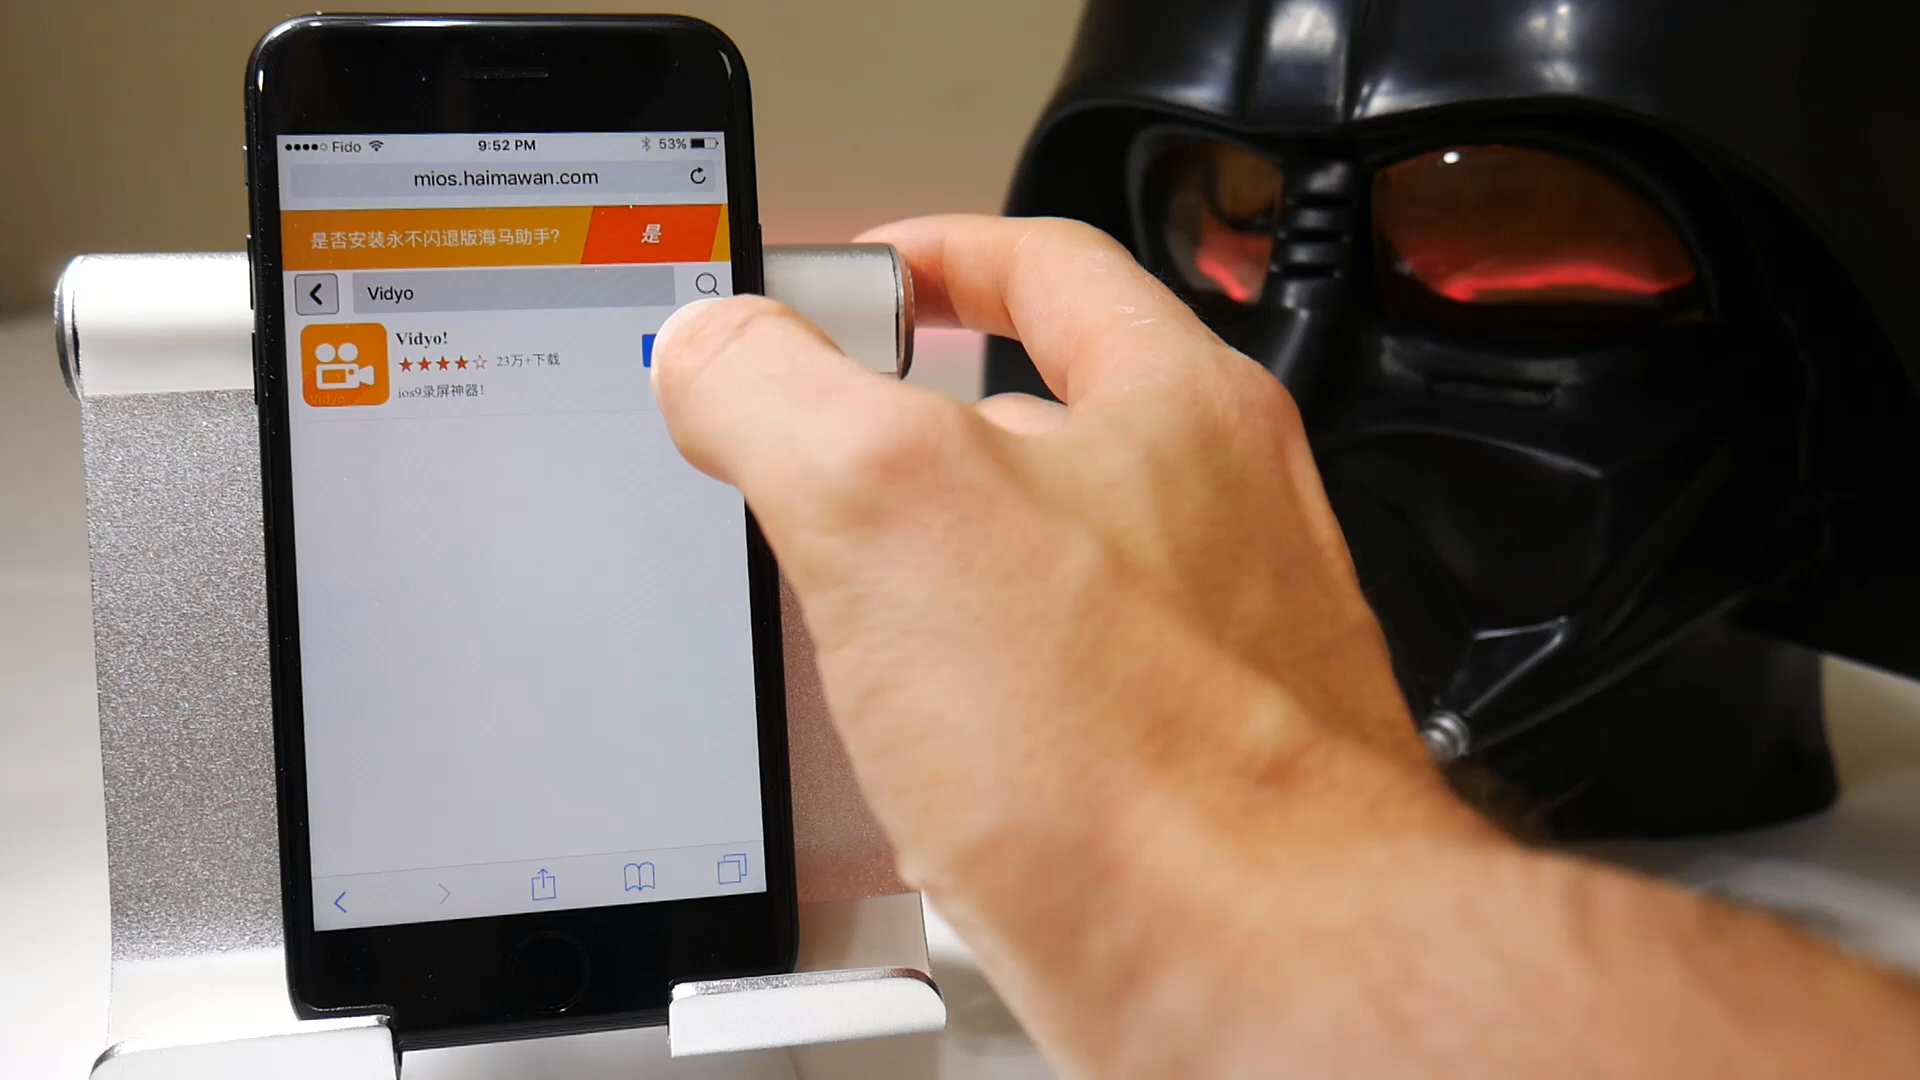 Fido 9:52 PM 53%
mios.haimawan.com
是否安装永不闪退版海马助手? 是
Vidyo
Vidyo!
23万+下载
ios9录屏神器!
Vidyo